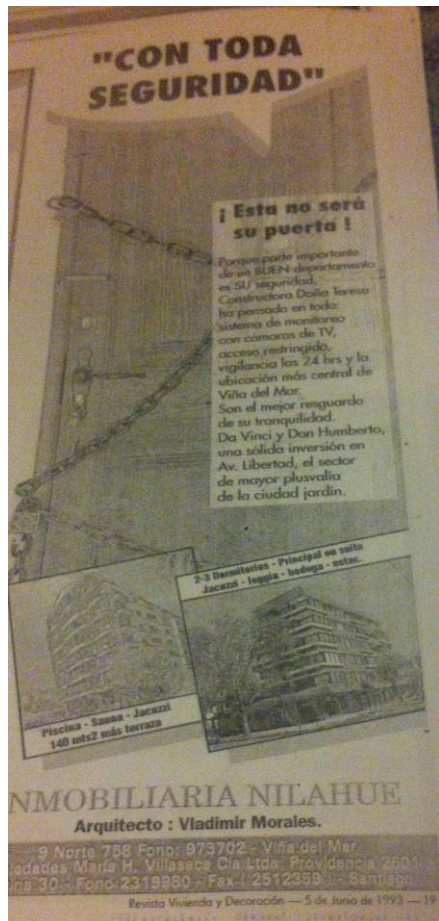 "CON TODA
SEGURIDAD"
¡ Esta no será
su puerta !
Porque parte importante
de un BUEN departamento
es SU seguridad,
Constructora Doña Teresa
ha pensado en todo:
sistema de monitoreo
con cámaras de TV,
acceso restringido,
vigilancia las 24 hrs y la
ubicación más central de
Viña del Mar.
Son el mejor resguardo
de su tranquilidad.
Da Vinci y Don Humberto,
una sólida inversión en
Av. Libertad, el sector
de mayor plusvalía
de la ciudad jardín.
2-3 Dormitorios - Principal en suite
Jacuzzi - loggia - bodega - estac.
Piscina - Sauna - Jacuzzi
140 mts2 más terraza
NMOBILIARIA NILAHUE
Arquitecto : Vladimir Morales.
9 Norte 758 Fono: 973702 - Viña del Mar
iedades María H. Villaseca Cia Ltda. Providencia 2601
ina 30 - Fono 2319980 - Fax 2512359 - Santiago
Revista Vivienda y Decoración — 5 de Junio de 1993 — 19